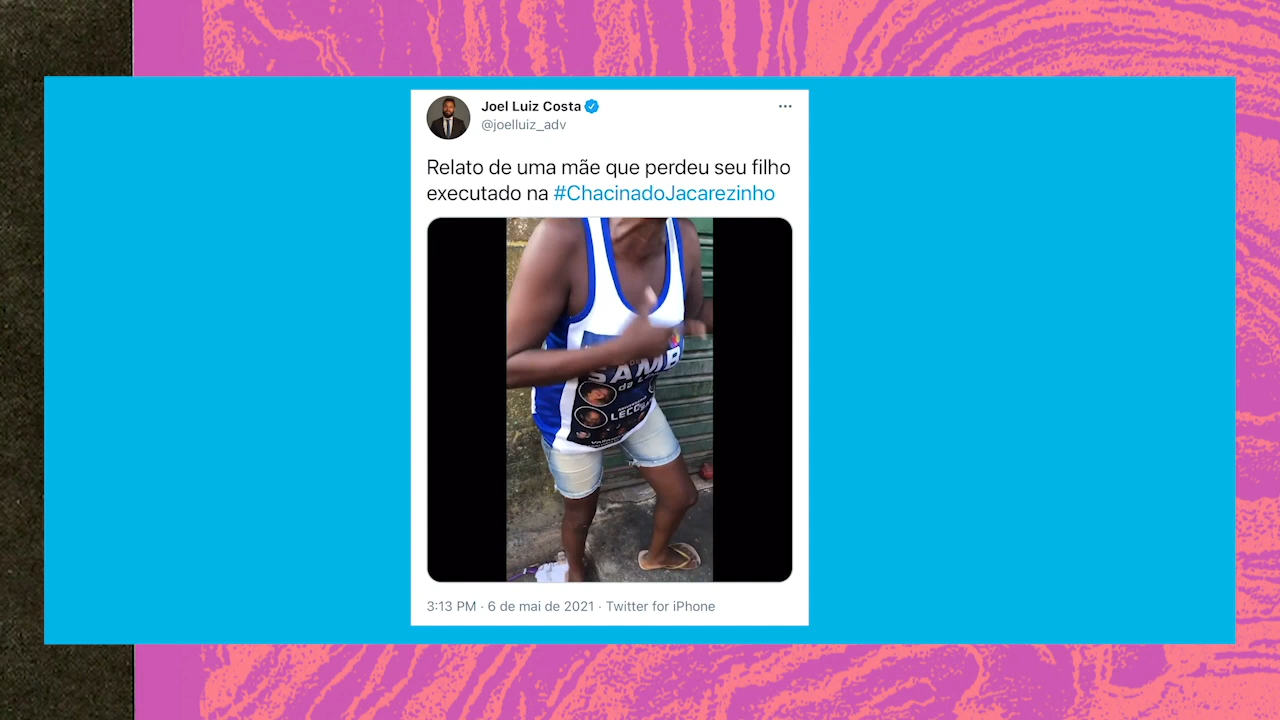 Joel Luiz Costa
@joelluiz_adv
Relato de uma mãe que perdeu seu filho
executado na #ChacinadoJacarezinho
SAMB
da
LECO
3:13 PM · 6 de mai de 2021 · Twitter for iPhone